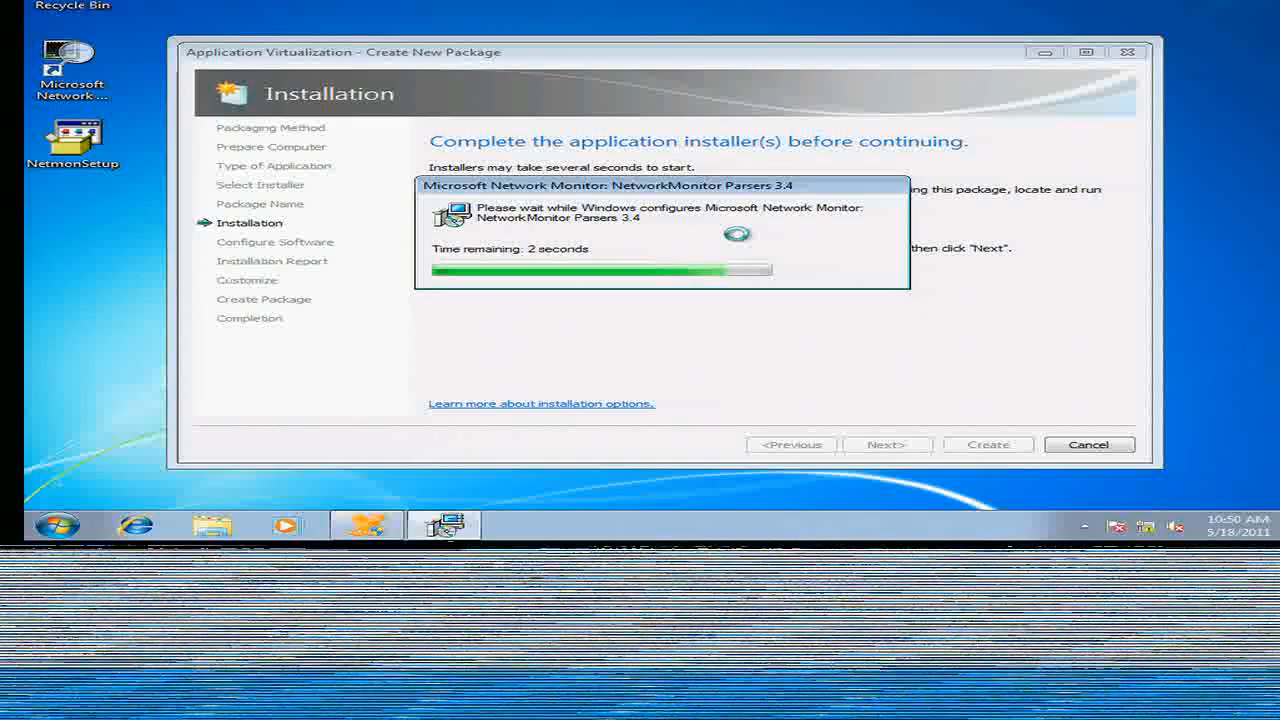 Recycle Bin
Microsoft
Network ...
NetmonSetup
Application Virtualization - Create New Package
Installation
Packaging Method
Prepare Computer
Type of Application
Select Installer
Package Name
Installation
Configure Software
Installation Report
Customize
Create Package
Completion
Complete the application installer(s) before continuing.
Installers may take several seconds to start.
ing this package, locate and run
then click "Next".
Microsoft Network Monitor: NetworkMonitor Parsers 3.4
Please wait while Windows configures Microsoft Network Monitor:
NetworkMonitor Parsers 3.4
Time remaining: 2 seconds
Learn more about installation options.
<Previous
Next>
Create
Cancel
10:50 AM
5/18/2011